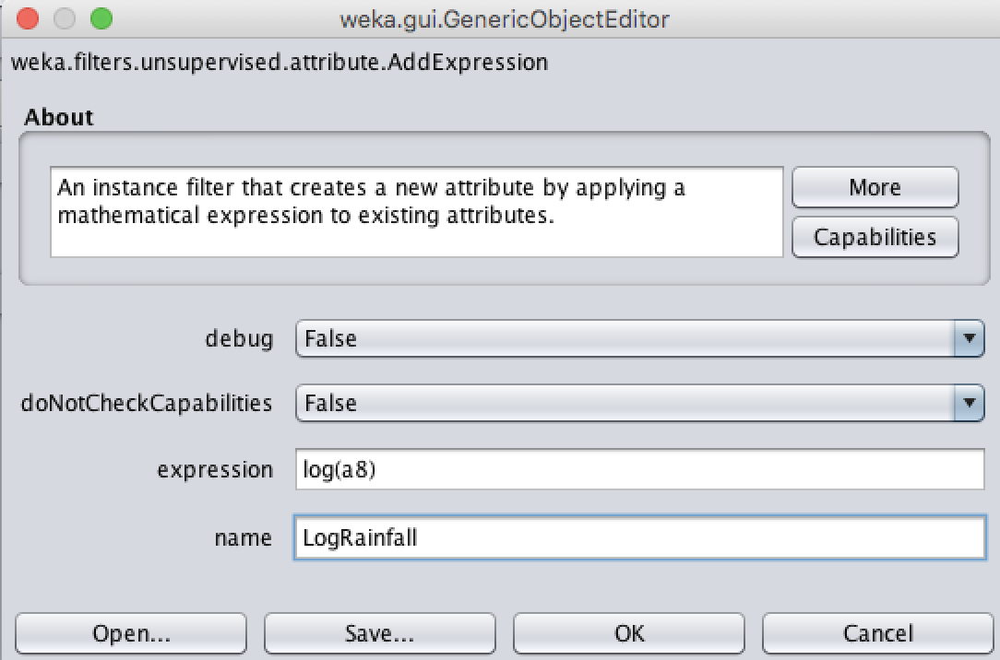 weka.gui.GenericObjectEditor
weka.filters.unsupervised.attribute.AddExpression
About
An instance filter that creates a new attribute by applying a
mathematical expression to existing attributes.
More
Capabilities
debug False
doNotCheckCapabilities False
expression log(a8)
name LogRainfall
Open... Save... OK Cancel